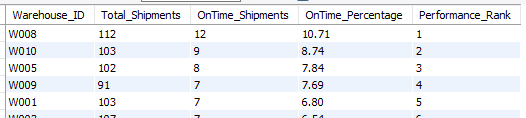 Warehouse_ID Total_Shipments OnTime_Shipments OnTime_Percentage Performance_Rank
W008 112 12 10.71 1
W010 103 9 8.74 2
W005 102 8 7.84 3
W009 91 7 7.69 4
W001 103 7 6.80 5